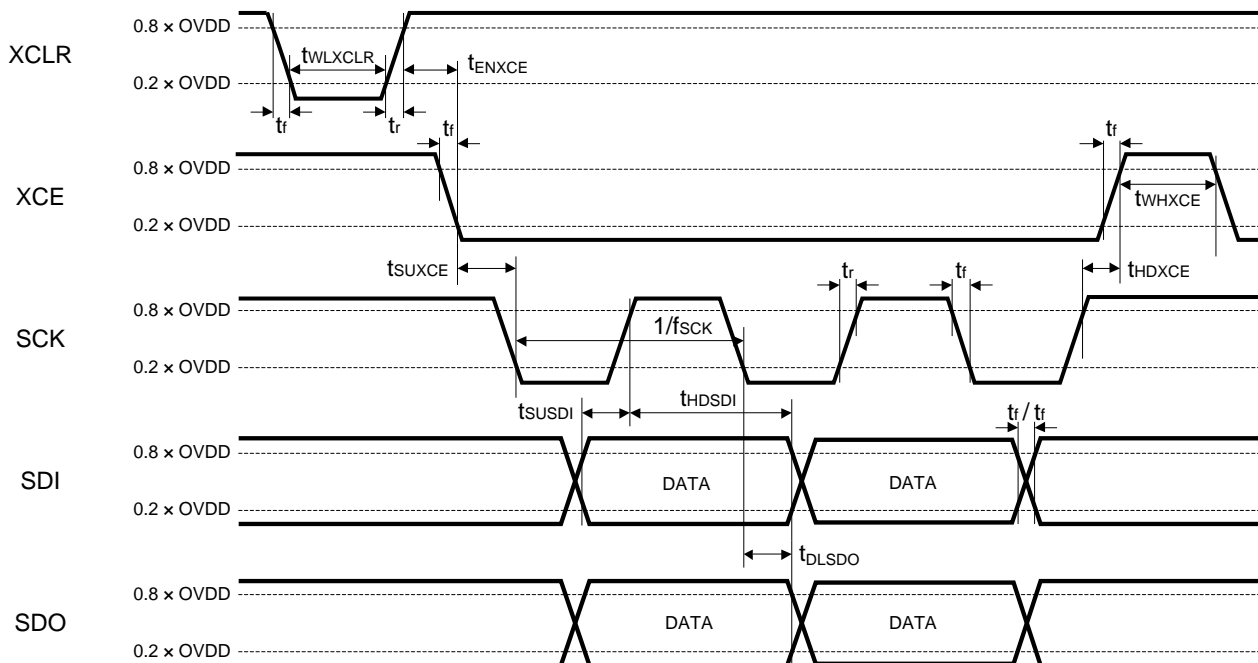 0.8 × OVDD
XCLR
tWLXCLR
tENXCE
0.2 × OVDD
tf
tr
tf
tf
0.8 × OVDD
XCE
tWHXCE
0.2 × OVDD
tSUXCE
tr
tf
tHDXCE
0.8 × OVDD
SCK
1/fSCK
0.2 × OVDD
tSUSDI
tHDSDI
tf / tf
0.8 × OVDD
SDI
DATA
DATA
0.2 × OVDD
tDLSDO
0.8 × OVDD
SDO
DATA
DATA
0.2 × OVDD